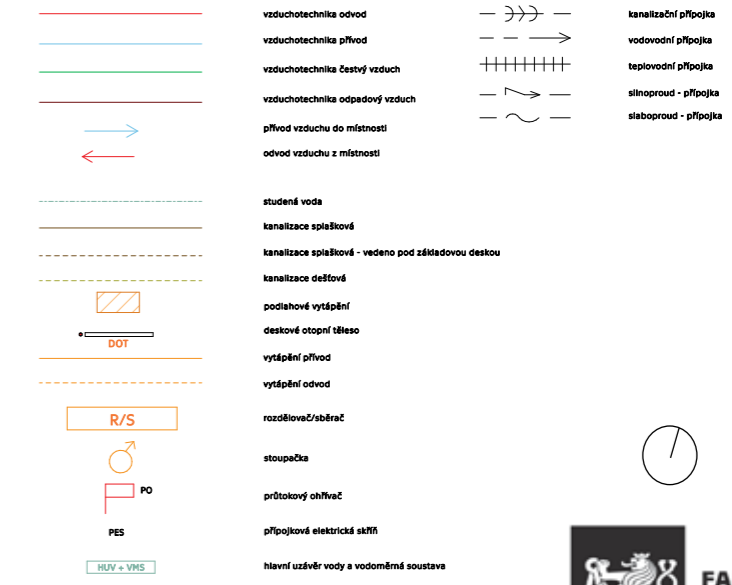 vzduchotechnika odvod
vzduchotechnika přívod
vzduchotechnika čestvý vzduch
vzduchotechnika odpadový vzduch
přívod vzduchu do místnosti
odvod vzduchu z místnosti
kanalizační přípojka
vodovodní přípojka
teplovodní přípojka
silnoproud - přípojka
slaboproud - přípojka
studená voda
kanalizace splašková
kanalizace splašková - vedeno pod základovou deskou
kanalizace dešťová
podlahové vytápění
DOT deskové otopní těleso
vytápění přívod
vytápění odvod
R/S rozdělovač/sběrač
stoupačka
PO průtokový ohřívač
PES přípojková elektrická skříň
HUV + VMS hlavní uzávěr vody a vodoměrná soustava
FA